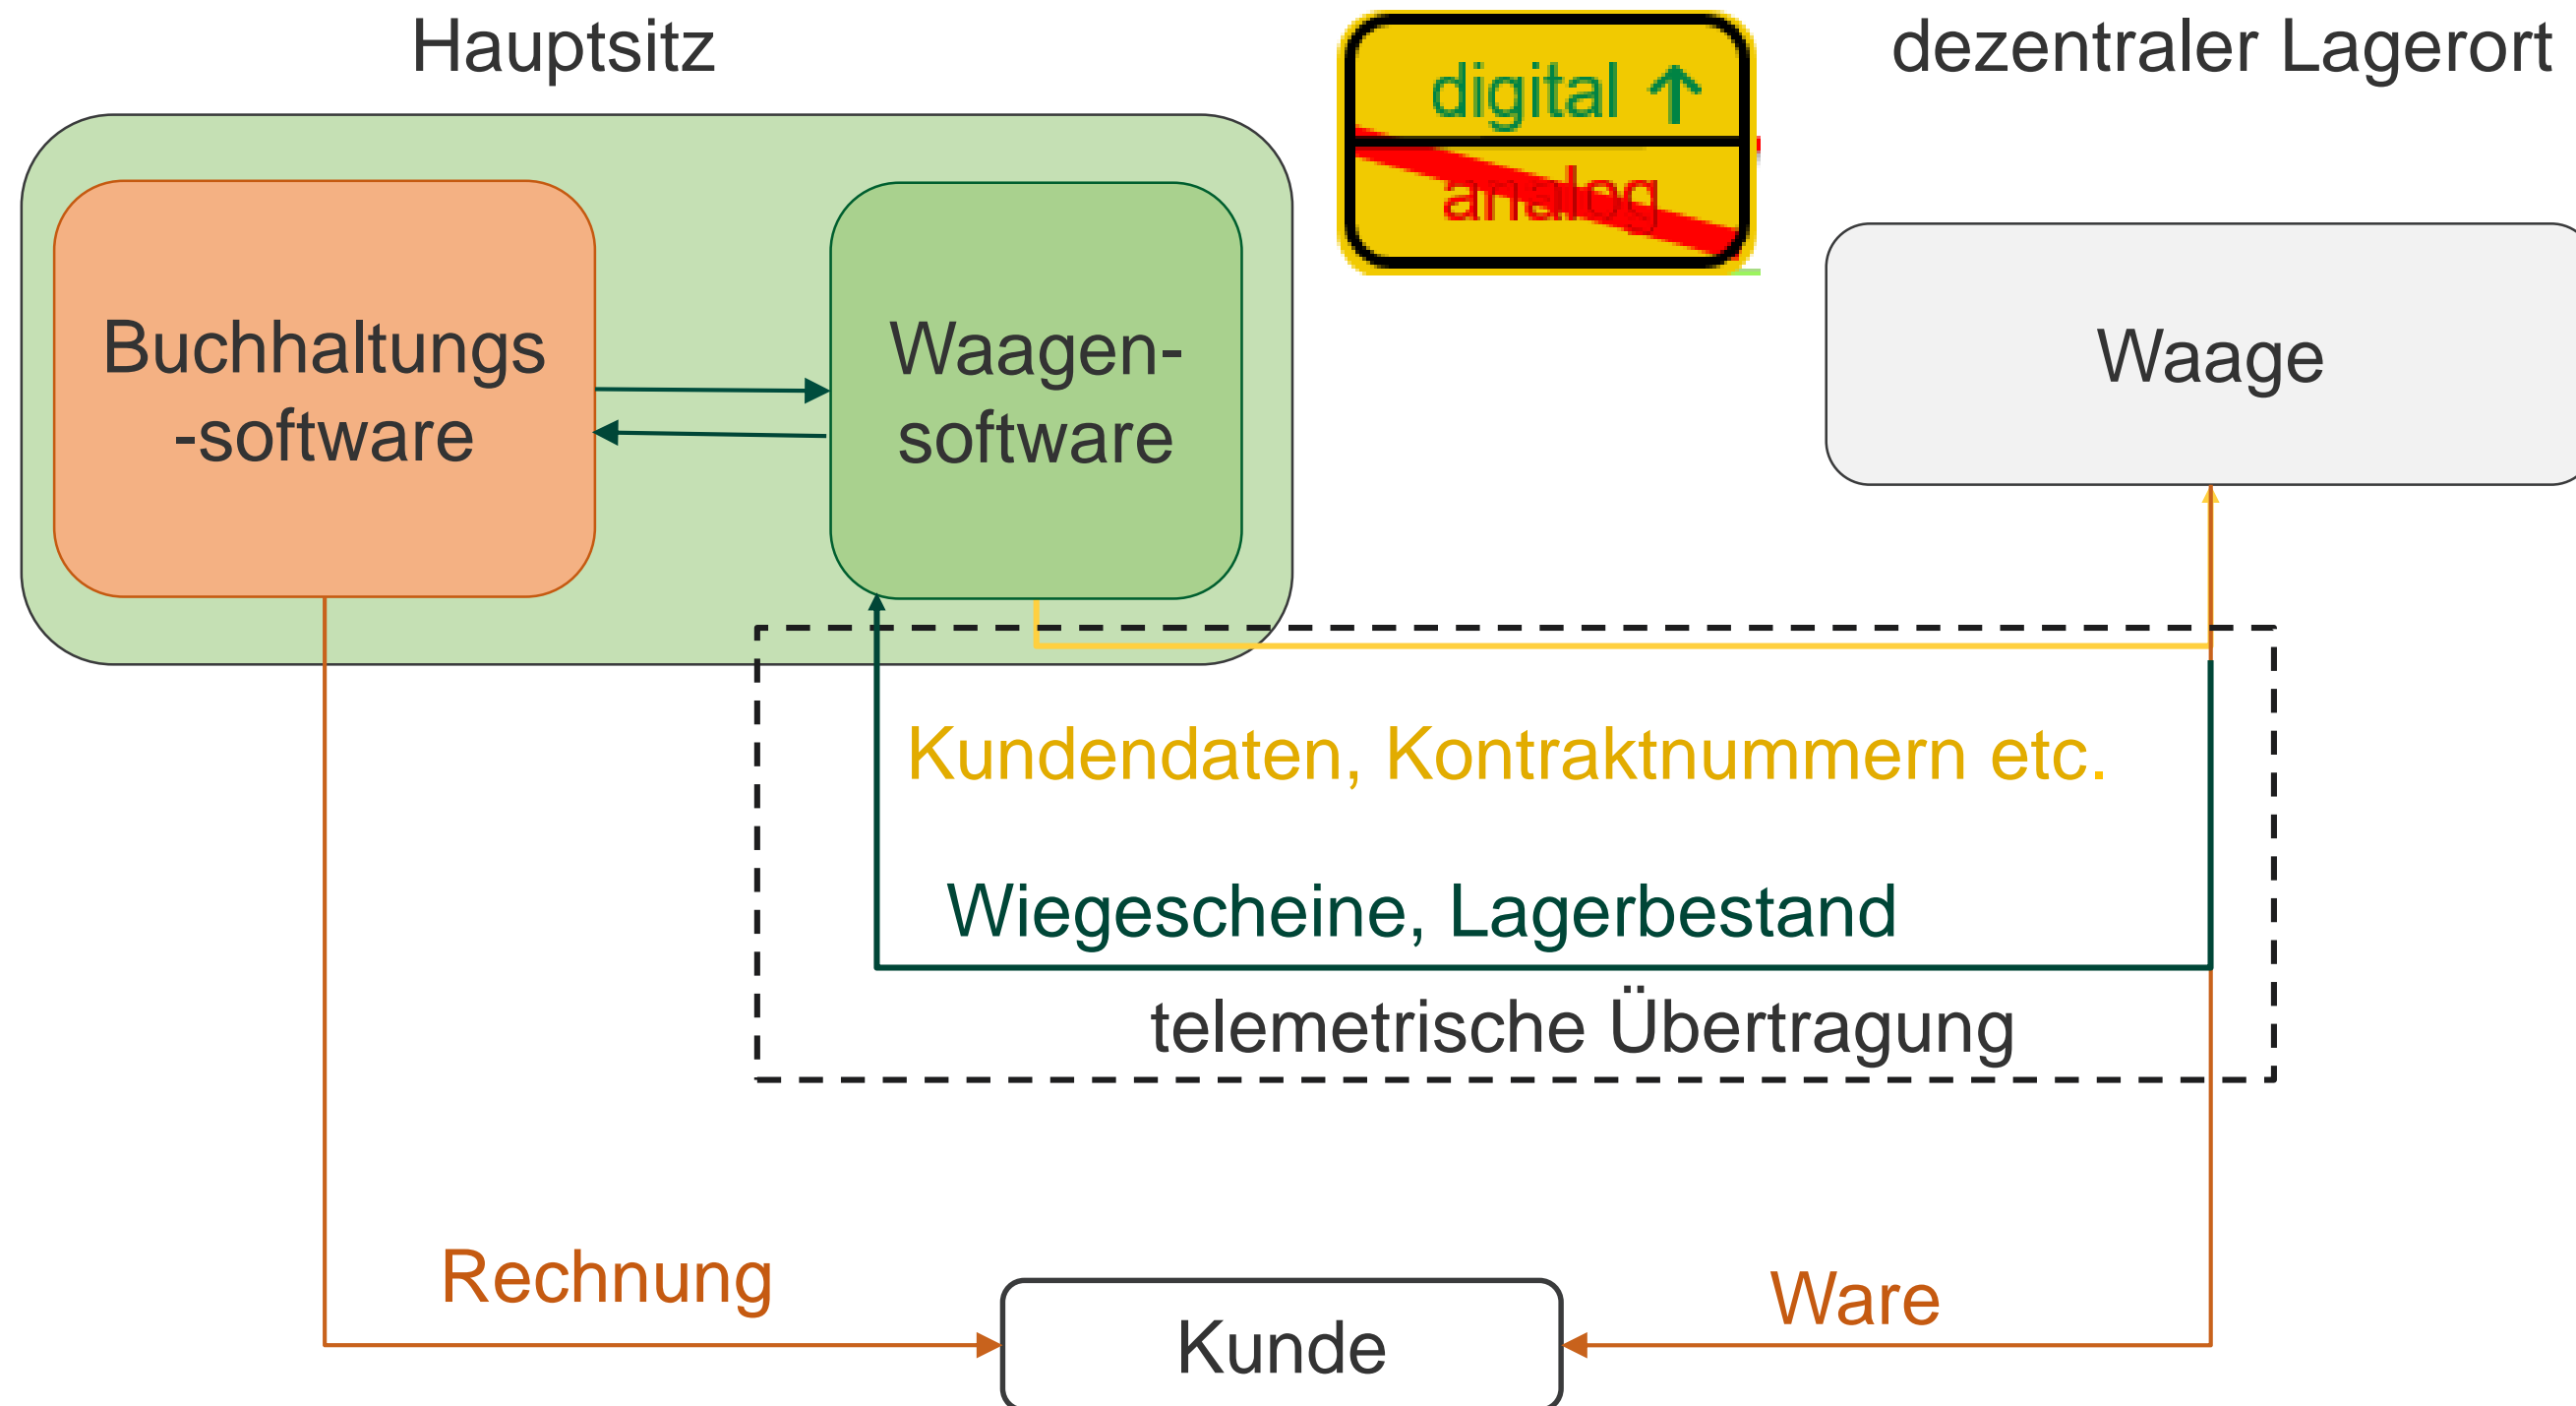 Hauptsitz
digital ↑
analog
dezentraler Lagerort
Buchhaltungs
-software
Waagen-
software
Waage
Kundendaten, Kontraktnummern etc.
Wiegescheine, Lagerbestand
telemetrische Übertragung
Rechnung
Ware
Kunde